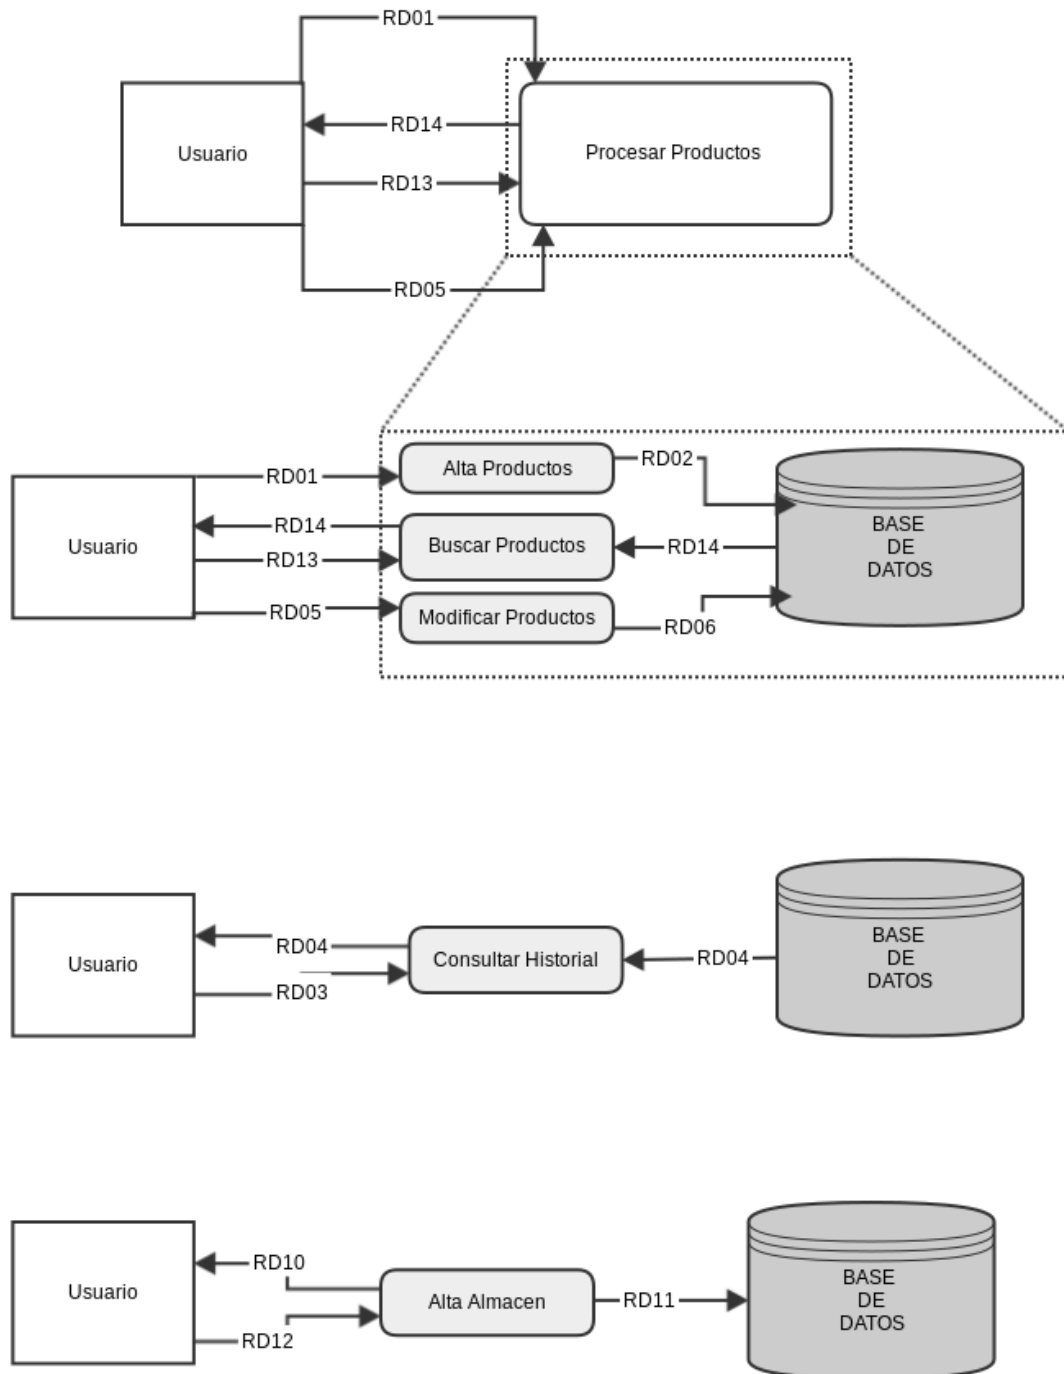 RD01
Usuario
RD14
RD13
Procesar Productos
RD05
Usuario
RD01
RD14
RD13
RD05
Alta Productos
Buscar Productos
Modificar Productos
RD02
RD14
RD06
BASE
DE
DATOS
Usuario
RD04
RD03
Consultar Historial
RD04
BASE
DE
DATOS
Usuario
RD10
RD12
Alta Almacen
RD11
BASE
DE
DATOS